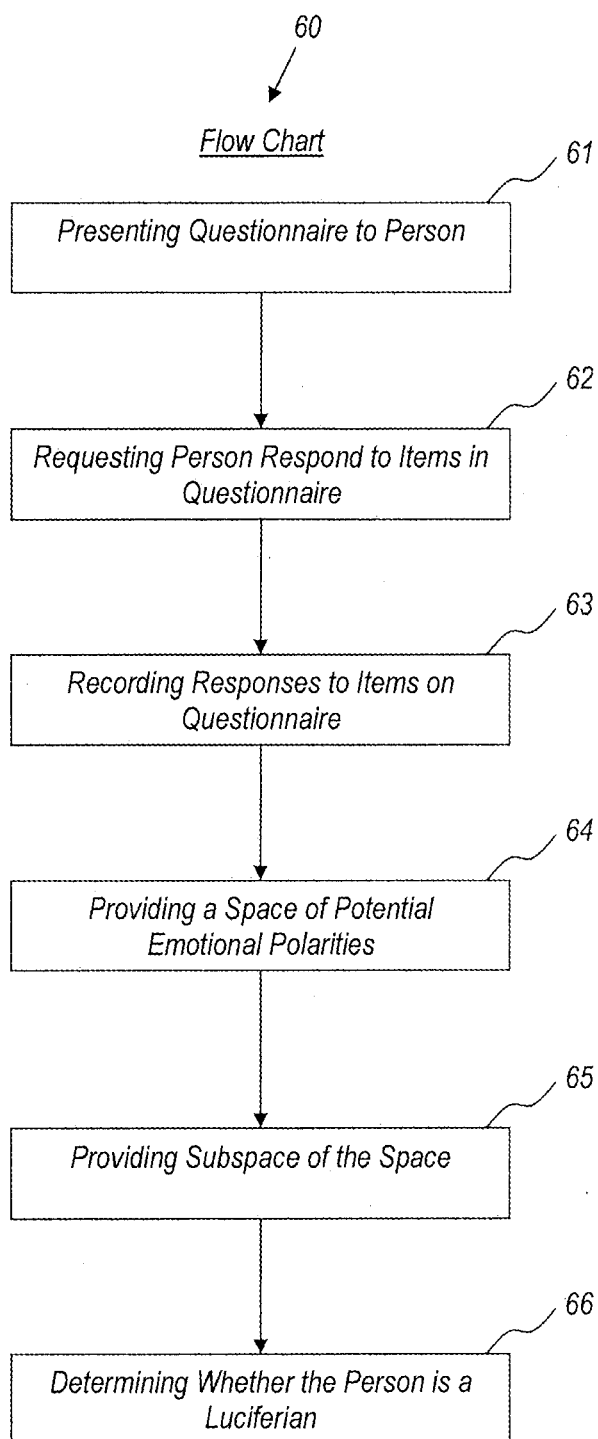 60
Flow Chart
61
Presenting Questionnaire to Person
62
Requesting Person Respond to Items in
Questionnaire
63
Recording Responses to Items on
Questionnaire
64
Providing a Space of Potential
Emotional Polarities
65
Providing Subspace of the Space
66
Determining Whether the Person is a
Luciferian